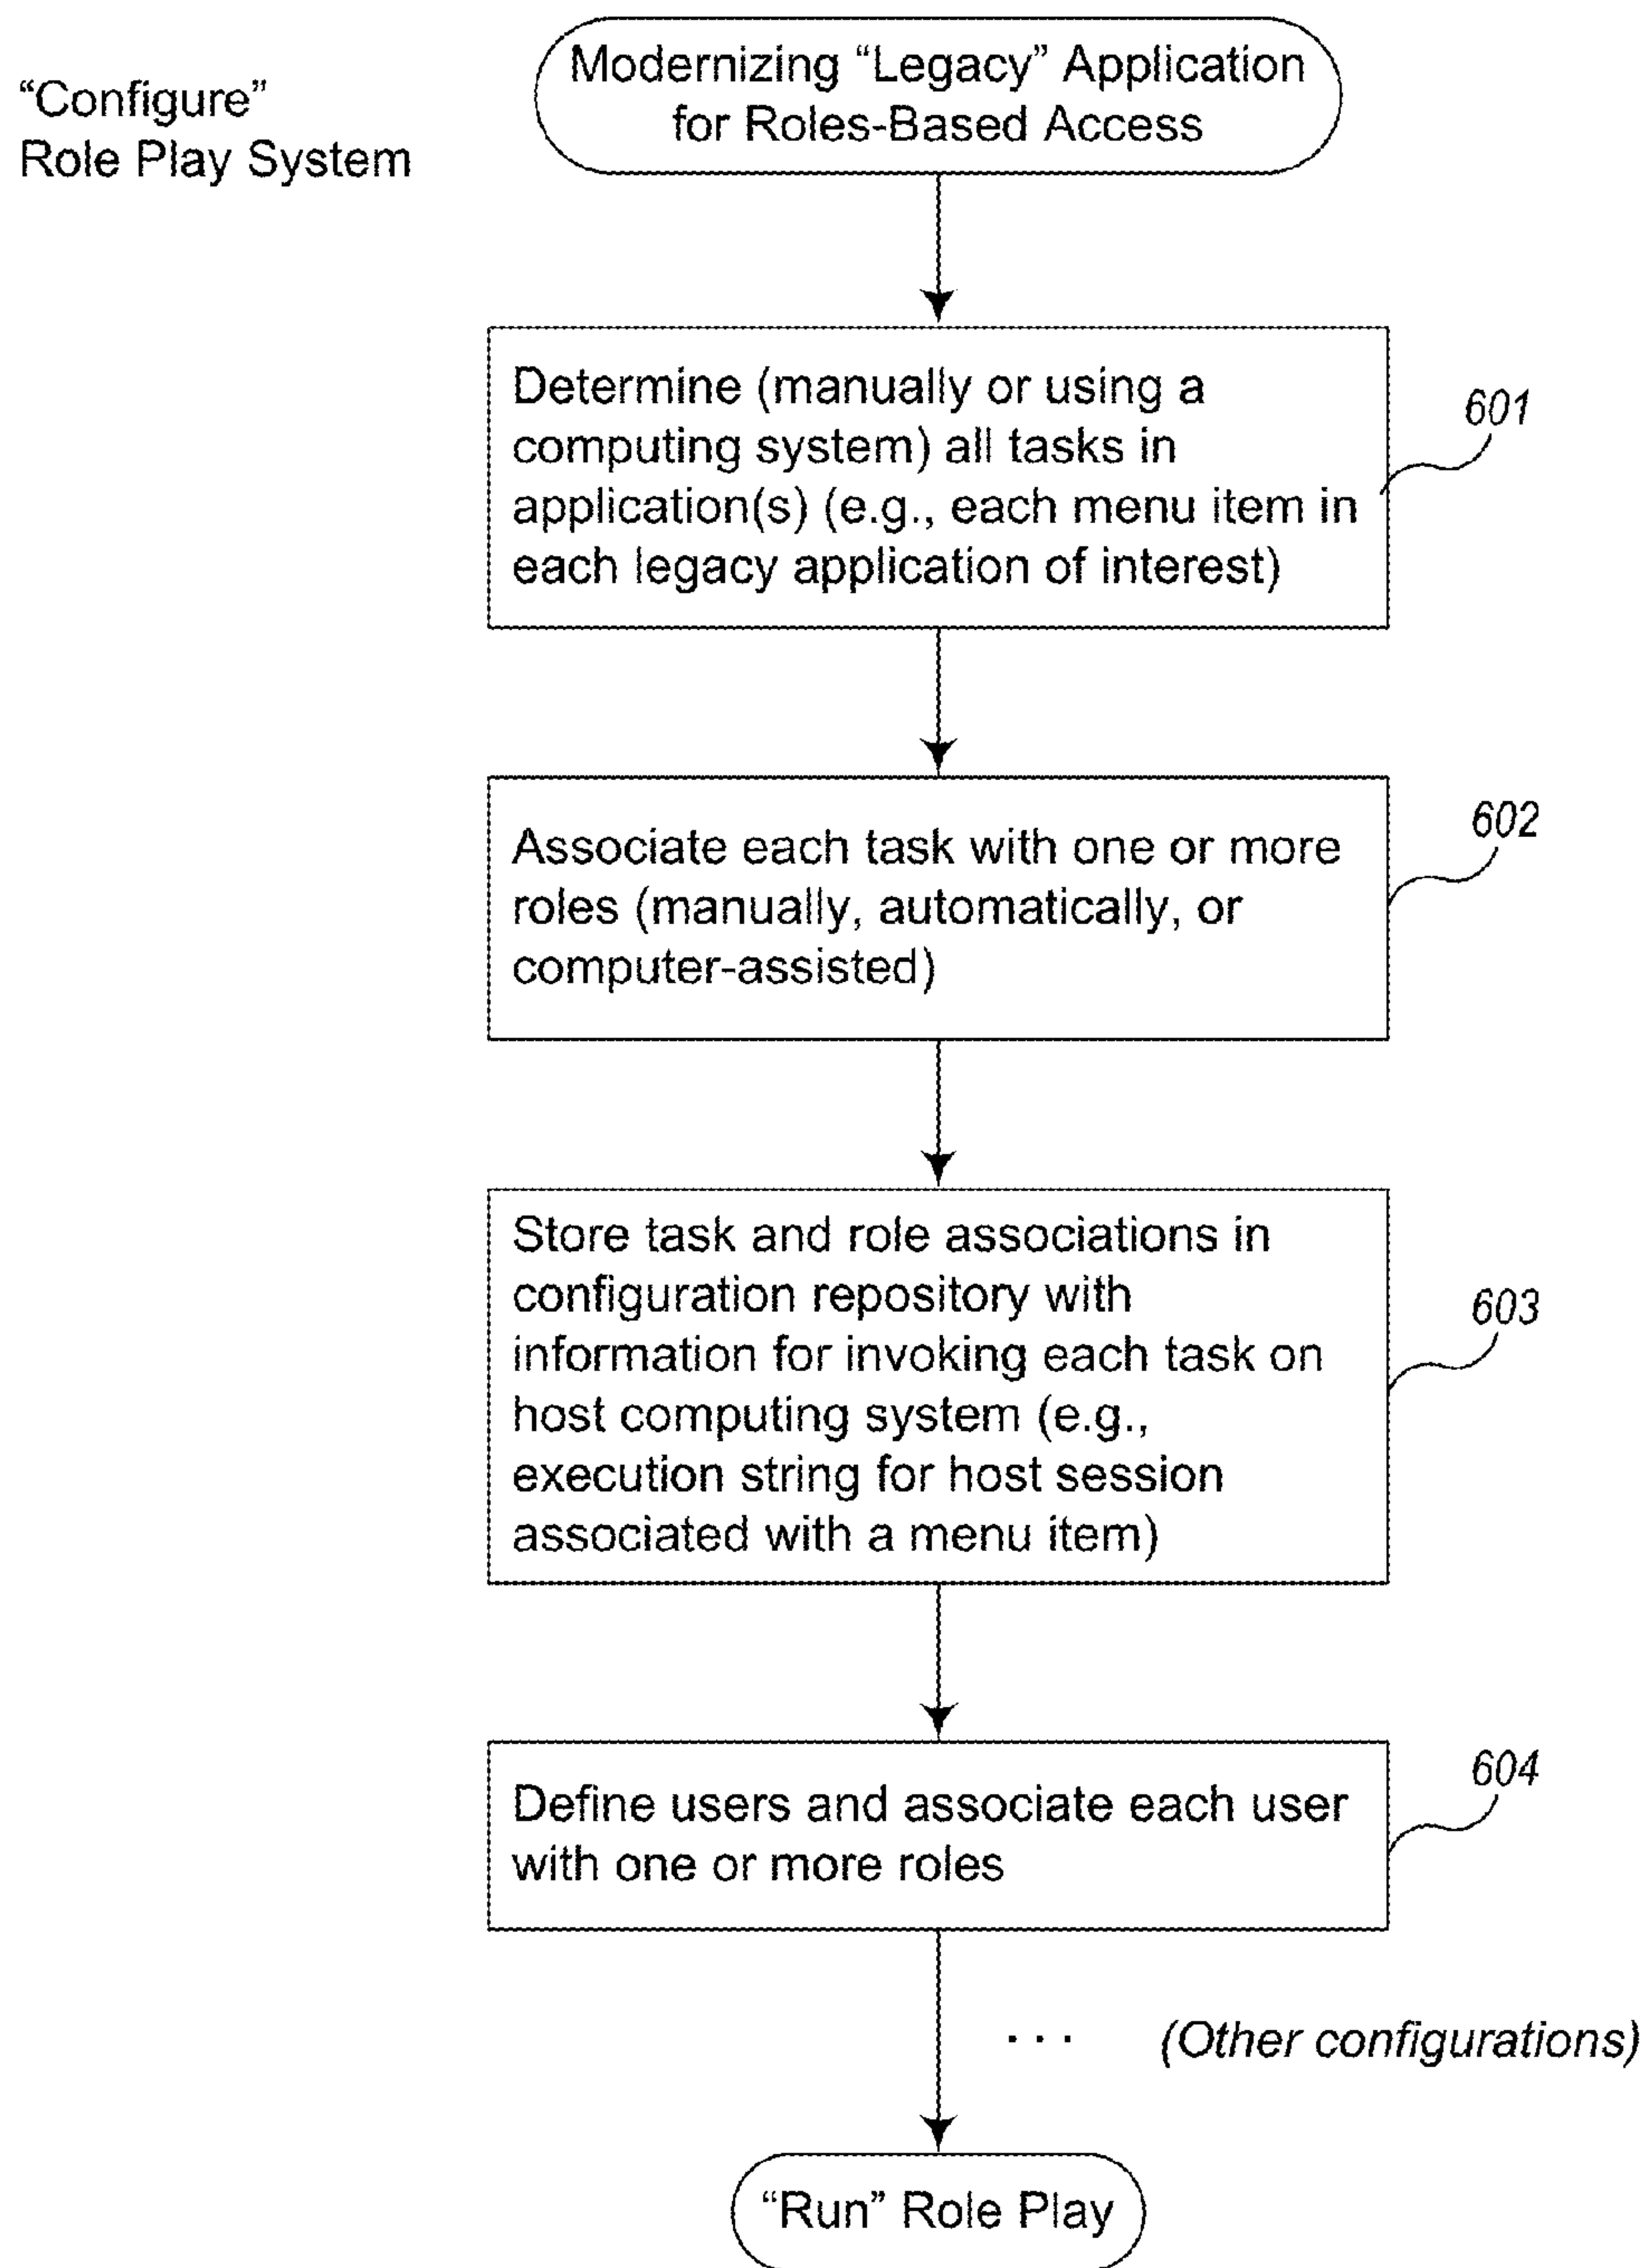 “Configure”
Role Play System
Modernizing “Legacy” Application
for Roles-Based Access
Determine (manually or using a
computing system) all tasks in
application(s) (e.g., each menu item in
each legacy application of interest)
601
Associate each task with one or more
roles (manually, automatically, or
computer-assisted)
602
Store task and role associations in
configuration repository with
information for invoking each task on
host computing system (e.g.,
execution string for host session
associated with a menu item)
603
Define users and associate each user
with one or more roles
604
. . . (Other configurations)
“Run” Role Play